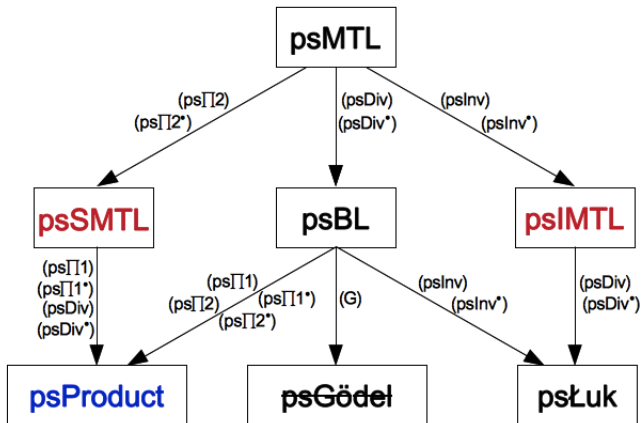 psMTL
(ps∏2)
(ps∏2•)
(psDiv)
(psDiv•)
(psInv)
(psInv•)
psSMTL
psBL
psIMTL
(ps∏1)
(ps∏1•)
(psDiv)
(psDiv•)
(ps∏1)
(ps∏2)
(ps∏1•)
(ps∏2•)
(G)
(psInv)
(psInv•)
(psDiv)
(psDiv•)
psProduct
psGödel
psŁuk